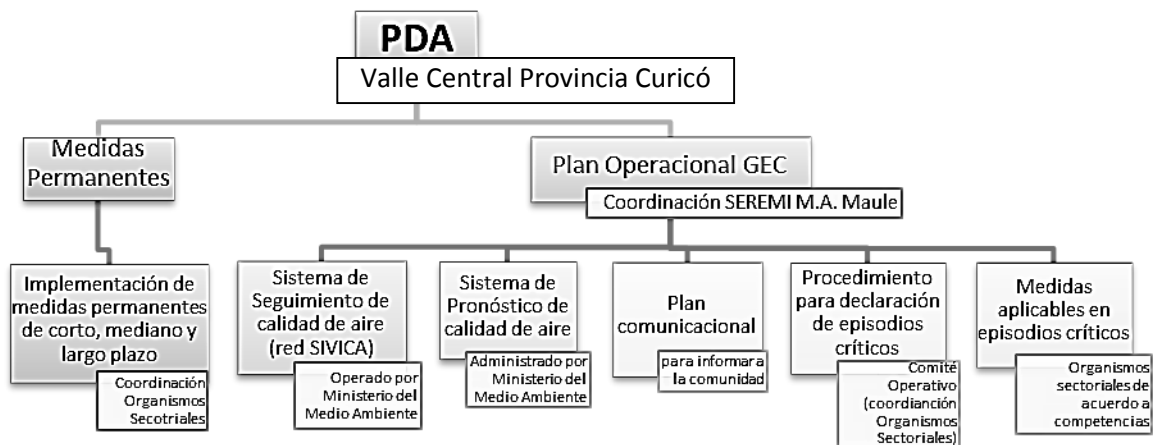 PDA
Valle Central Provincia Curicó
Medidas
Permanentes
Plan Operacional GEC
Coordinación SEREMI M.A. Maule
Implementación de
medidas permanentes
de corto, mediano y
largo plazo
Coordinación
Organismos
Secotriales
Sistema de
Seguimiento de
calidad de aire
(red SIVICA)
Operado por
Ministerio del
Medio Ambiente
Sistema de
Pronóstico de
calidad de aire
Administrado por
Ministerio del
Medio Ambiente
Plan
comunicacional
para informar a
la comunidad
Procedimiento
para declaración
de episodios
críticos
Comité
Operativo
(coordianción
Organismos
Sectoriales)
Medidas
aplicables en
episodios críticos
Organismos
sectoriales de
acuerdo a
competencias